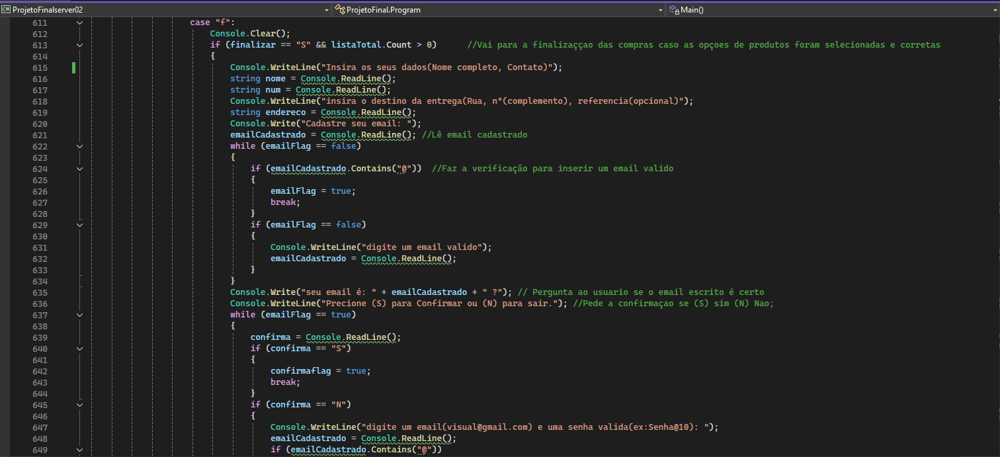 C# ProjetoFinalserver02 ProjetoFinal.Program Main()
611 case "f":
612 Console.Clear();
613 if (finalizar == "S" && listaTotal.Count > 0) //Vai para a finalizaççao das compras caso as opçoes de produtos foram selecionadas e corretas
614 {
615 Console.WriteLine("Insira os seus dados(Nome completo, Contato)");
616 string nome = Console.ReadLine();
617 string num = Console.ReadLine();
618 Console.WriteLine("insira o destino da entrega(Rua, n°(complemento), referencia(opcional)");
619 string endereco = Console.ReadLine();
620 Console.Write("Cadastre seu email: ");
621 emailCadastrado = Console.ReadLine(); //Lê email cadastrado
622 while (emailFlag == false)
623 {
624 if (emailCadastrado.Contains("@")) //Faz a verificação para inserir um email valido
625 {
626 emailFlag = true;
627 break;
628 }
629 if (emailFlag == false)
630 {
631 Console.WriteLine("digite um email valido");
632 emailCadastrado = Console.ReadLine();
633 }
634 }
635 Console.Write("seu email é: " + emailCadastrado + " ?"); // Pergunta ao usuario se o email escrito é certo
636 Console.WriteLine("Precione (S) para Confirmar ou (N) para sair."); //Pede a confirmaçao se (S) sim (N) Nao;
637 while (emailFlag == true)
638 {
639 confirma = Console.ReadLine();
640 if (confirma == "S")
641 {
642 confirmaflag = true;
643 break;
644 }
645 if (confirma == "N")
646 {
647 Console.WriteLine("digite um email(visual@gmail.com) e uma senha valida(ex:Senha@10): ");
648 emailCadastrado = Console.ReadLine();
649 if (emailCadastrado.Contains("@"))